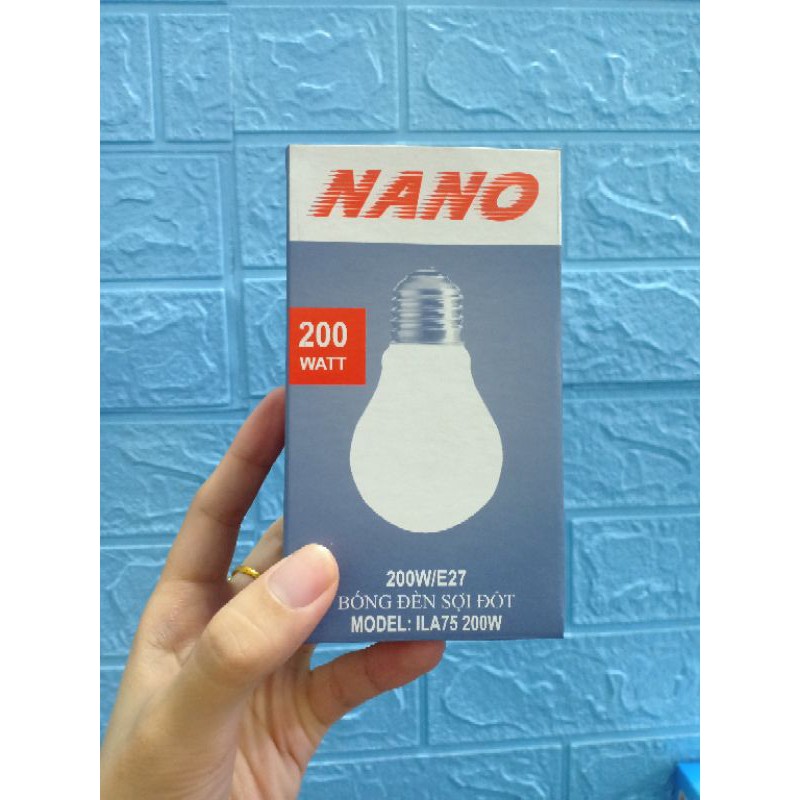 NANO
200
WATT
200W/E27
BÓNG ĐÈN SỢI ĐỐT
MODEL: ILA75 200W